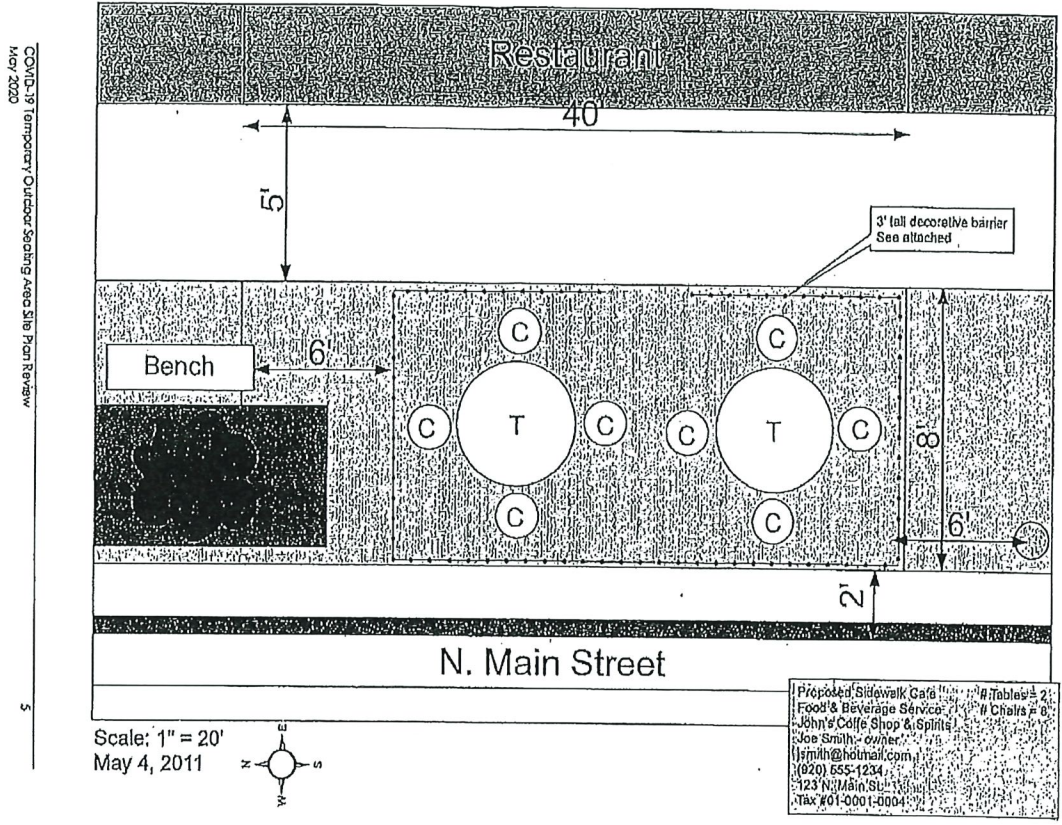 Restaurant
40
5'
3' tall decorative barrier
See attached
C
C
Bench
6'
C
T
C
C
T
C
8'
C
C
6'
2'
N. Main Street
Proposed Sidewalk Cafe
# Tables = 2
Food & Beverage Service
# Chairs = 8
John's Coffe Shop & Spirits
Joe Smith - owner
jsmith@hotmail.com
(920) 555-1234
123 N. Main St.
Tax #01-0001-0004
Scale: 1" = 20'
May 4, 2011
E
N
S
W
COVID-19 Temporary Outdoor Seating Area Site Plan Review
May 2020
5